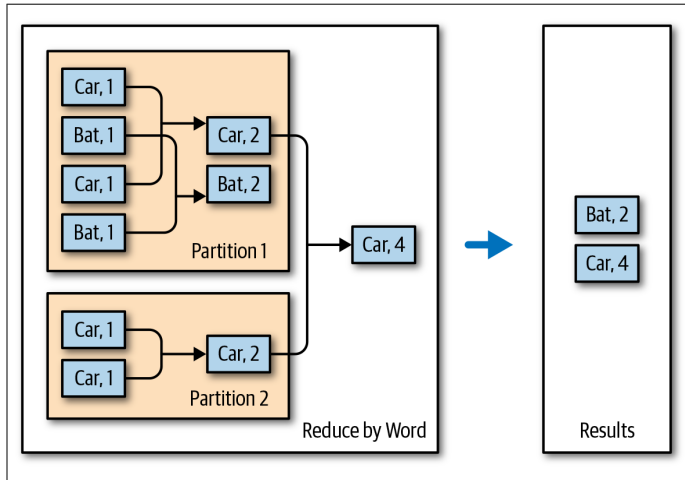 Car, 1
Bat, 1
Car, 1
Bat, 1
Car, 2
Bat, 2
Partition 1
Car, 1
Car, 1
Car, 2
Partition 2
Car, 4
Reduce by Word
Bat, 2
Car, 4
Results